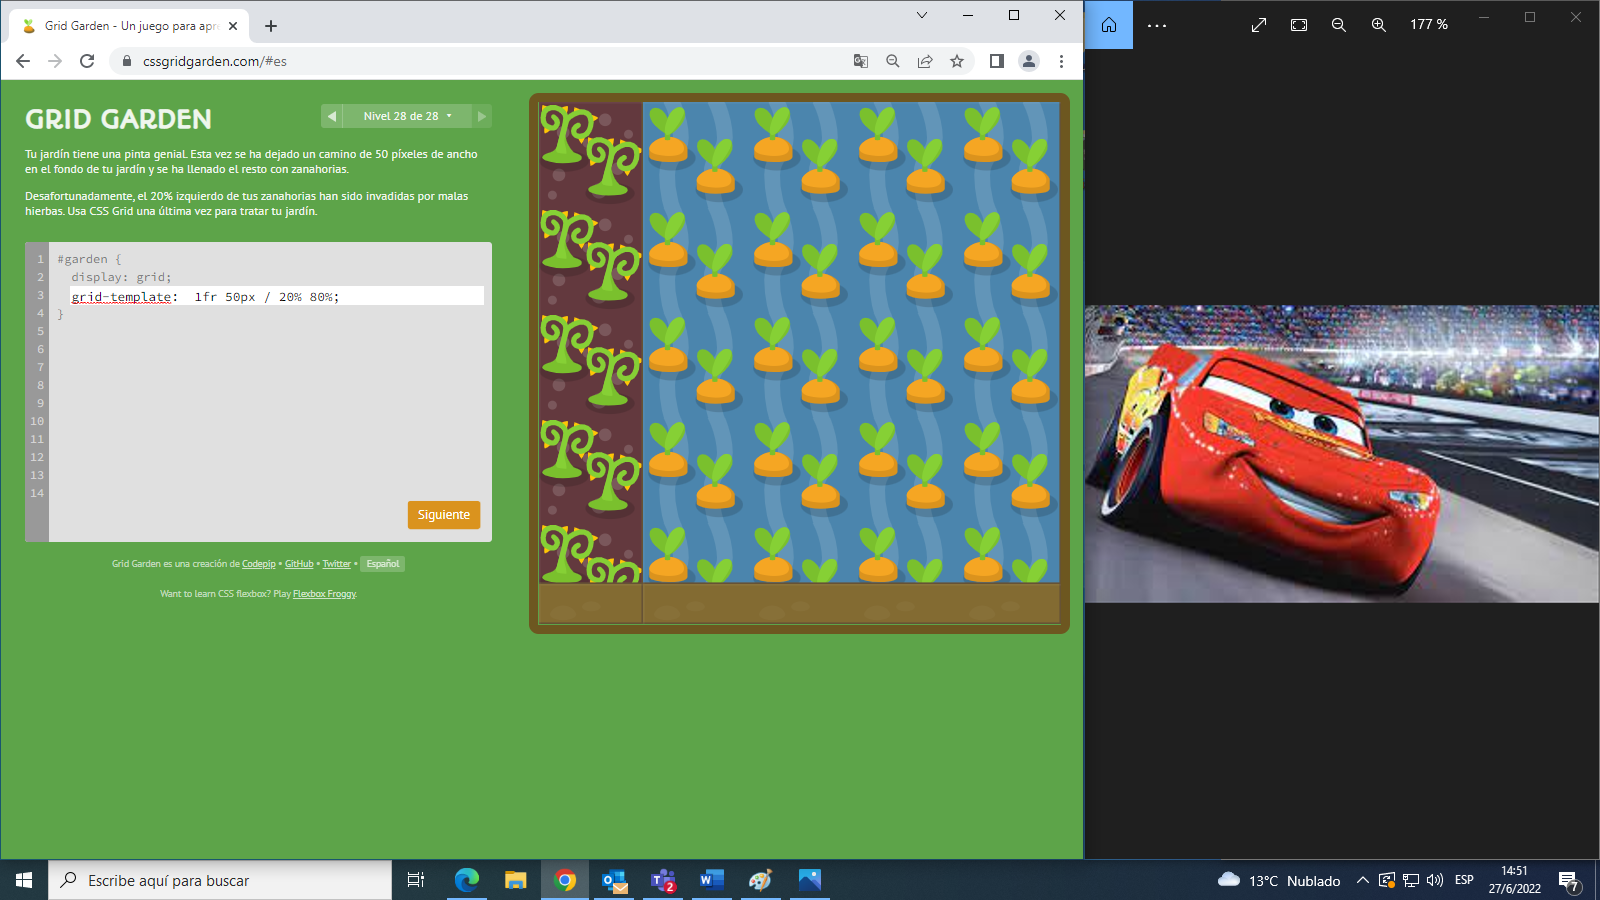 Grid Garden - Un juego para apre
cssgridgarden.com/#es
177 %
GRID GARDEN
Nivel 28 de 28
Tu jardín tiene una pinta genial. Esta vez se ha dejado un camino de 50 píxeles de ancho
en el fondo de tu jardín y se ha llenado el resto con zanahorias.
Desafortunadamente, el 20% izquierdo de tus zanahorias han sido invadidas por malas
hierbas. Usa CSS Grid una última vez para tratar tu jardín.
1 #garden {
2 display: grid;
3 grid-template:  1fr 50px / 20% 80%;
4 }
5
6
7
8
9
10
11
12
13
14
Siguiente
Grid Garden es una creación de Codepip • GitHub • Twitter • Español
Want to learn CSS flexbox? Play Flexbox Froggy.
Escribe aquí para buscar
2
13°C Nublado
ESP
14:51
27/6/2022
7